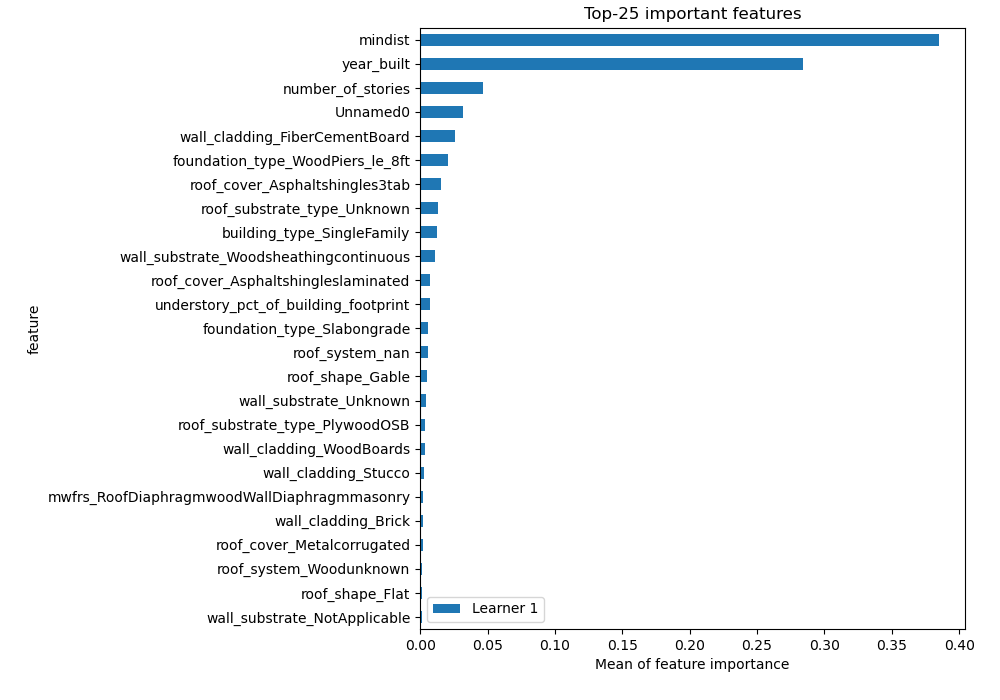 Top-25 important features
mindist
year_built
number_of_stories
Unnamed0
wall_cladding_FiberCementBoard
foundation_type_WoodPiers_le_8ft
roof_cover_Asphaltshingles3tab
roof_substrate_type_Unknown
building_type_SingleFamily
wall_substrate_Woodsheathingcontinuous
roof_cover_Asphaltshingleslaminated
understory_pct_of_building_footprint
foundation_type_Slabongrade
roof_system_nan
roof_shape_Gable
wall_substrate_Unknown
roof_substrate_type_PlywoodOSB
wall_cladding_WoodBoards
wall_cladding_Stucco
mwfrs_RoofDiaphragmwoodWallDiaphragmmasonry
wall_cladding_Brick
roof_cover_Metalcorrugated
roof_system_Woodunknown
roof_shape_Flat
wall_substrate_NotApplicable
feature
Learner 1
0.00 0.05 0.10 0.15 0.20 0.25 0.30 0.35 0.40
Mean of feature importance